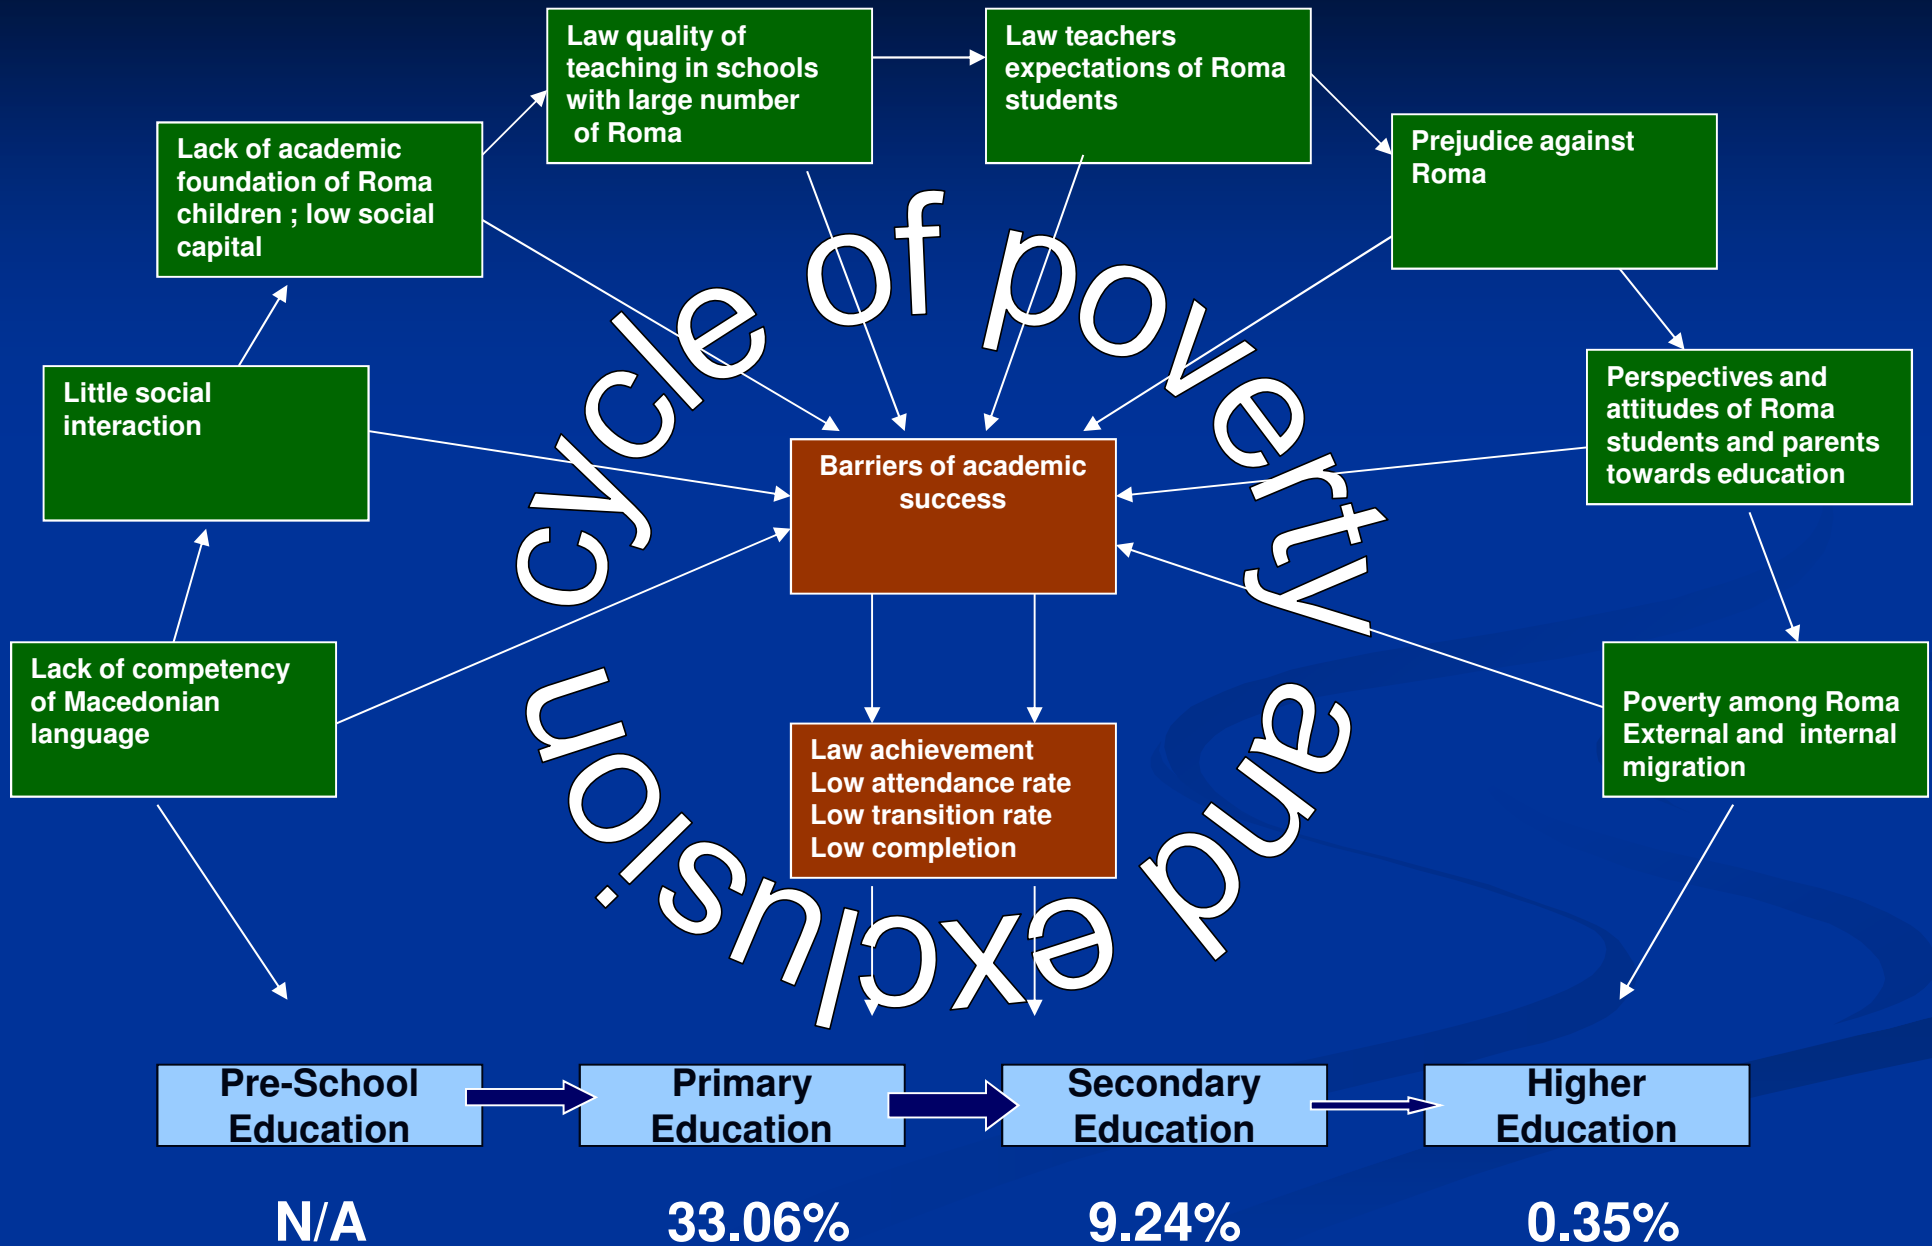 Law quality of
teaching in schools
with large number
of Roma
Law teachers
expectations of Roma
students
Lack of academic
foundation of Roma
children ; low social
capital
Prejudice against
Roma
cycle of poverty
and exclusion
Little social
interaction
Perspectives and
attitudes of Roma
students and parents
towards education
Barriers of academic
success
Lack of competency
of Macedonian
language
Poverty among Roma
External and  internal
migration
Law achievement
Low attendance rate
Low transition rate
Low completion
Pre-School
Education
Primary
Education
Secondary
Education
Higher
Education
N/A
33.06%
9.24%
0.35%